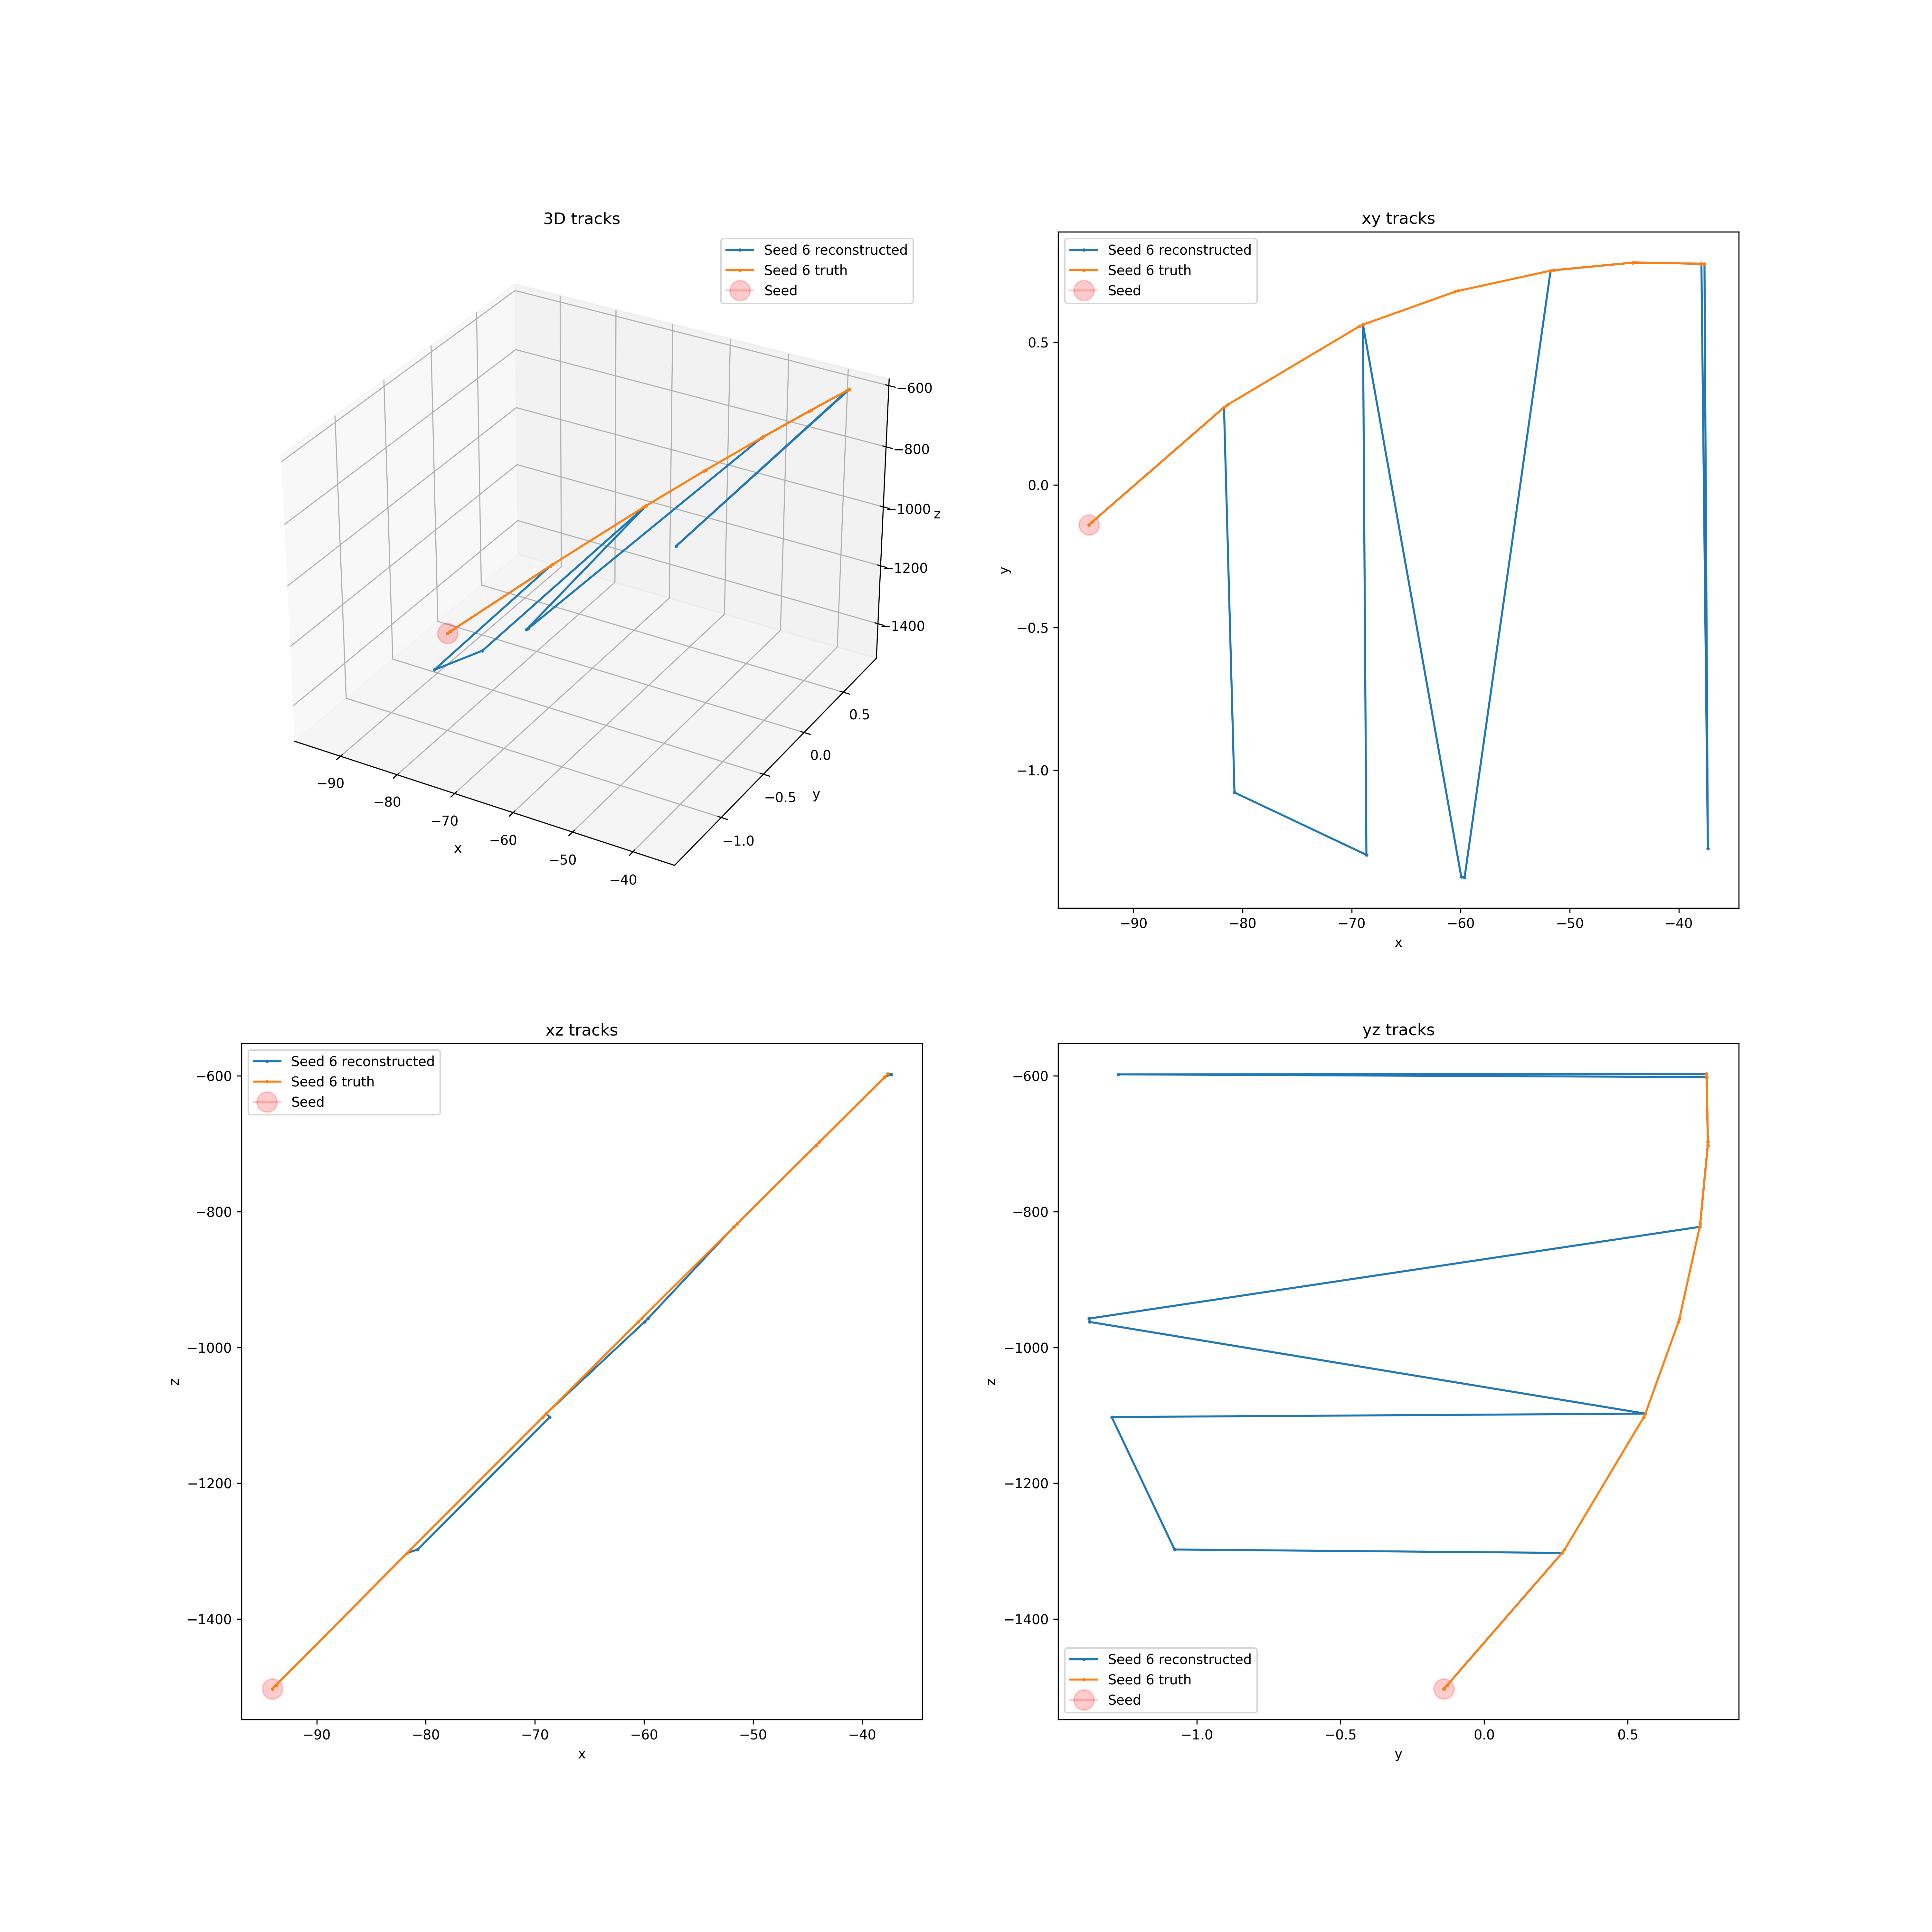 3D tracks
Seed 6 reconstructed
Seed 6 truth
Seed
−600
−800
−1000
−1200
−1400
z
0.5
0.0
−0.5
−1.0
y
−90
−80
−70
−60
−50
−40
x
xy tracks
Seed 6 reconstructed
Seed 6 truth
Seed
0.5
0.0
−0.5
−1.0
y
−90 −80 −70 −60 −50 −40
x
xz tracks
Seed 6 reconstructed
Seed 6 truth
Seed
−600
−800
−1000
−1200
−1400
z
−90 −80 −70 −60 −50 −40
x
yz tracks
−600
−800
−1000
−1200
−1400
z
Seed 6 reconstructed
Seed 6 truth
Seed
−1.0 −0.5 0.0 0.5
y